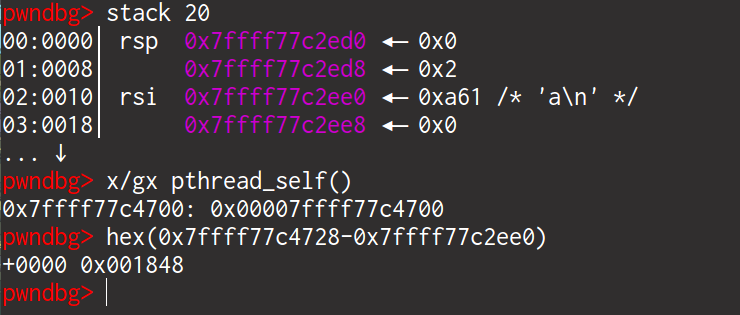 pwndbg> stack 20
00:0000│ rsp 0x7ffff77c2ed0 ◂— 0x0
01:0008│ 0x7ffff77c2ed8 ◂— 0x2
02:0010│ rsi 0x7ffff77c2ee0 ◂— 0xa61 /* 'a\n' */
03:0018│ 0x7ffff77c2ee8 ◂— 0x0
... ↓
pwndbg> x/gx pthread_self()
0x7ffff77c4700: 0x00007ffff77c4700
pwndbg> hex(0x7ffff77c4728-0x7ffff77c2ee0)
+0000 0x001848
pwndbg>